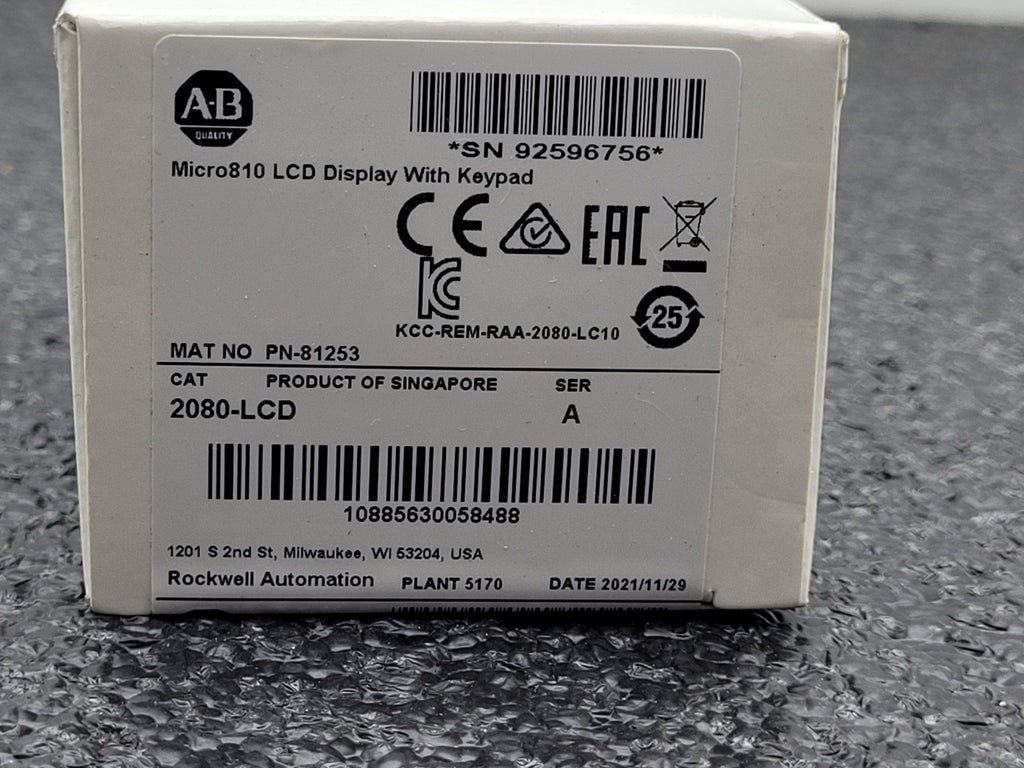 A·B
QUALITY
*SN 92596756*
Micro810 LCD Display With Keypad
CE
EAC
KC
KCC-REM-RAA-2080-LC10
25
MAT NO PN-81253
CAT PRODUCT OF SINGAPORE SER
2080-LCD A
10885630058488
1201 S 2nd St, Milwaukee, WI 53204, USA
Rockwell Automation PLANT 5170 DATE 2021/11/29